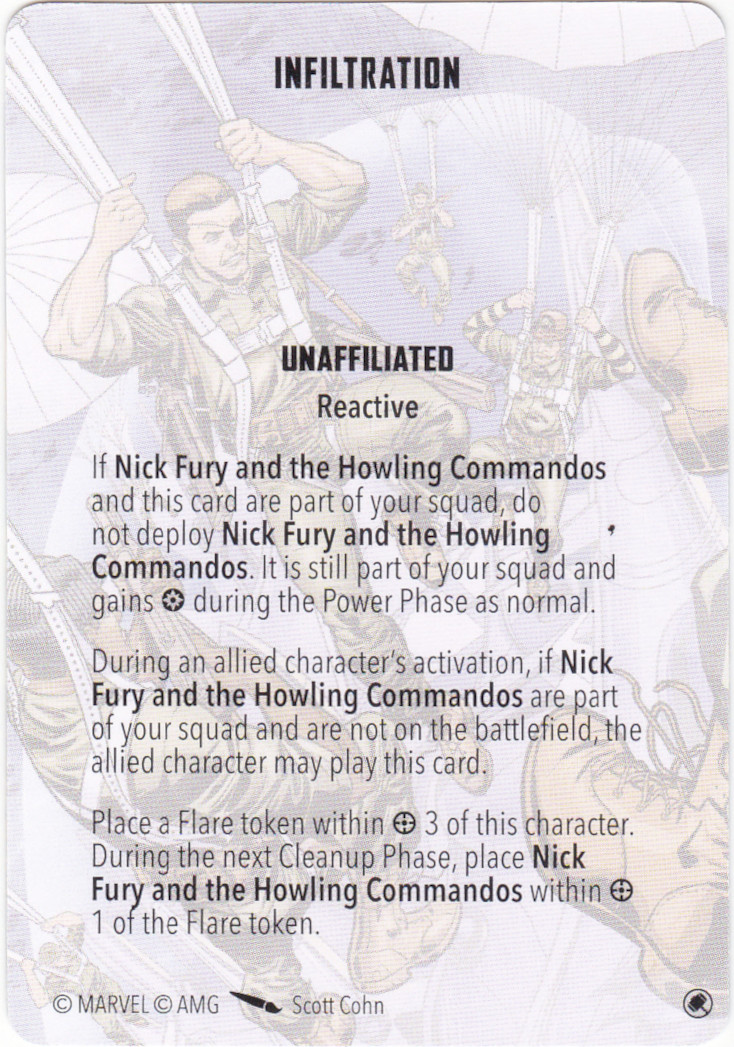 INFILTRATION
UNAFFILIATED
Reactive
If Nick Fury and the Howling Commandos
and this card are part of your squad, do
not deploy Nick Fury and the Howling
Commandos. It is still part of your squad and
gains during the Power Phase as normal.
During an allied character's activation, if Nick
Fury and the Howling Commandos are part
of your squad and are not on the battlefield, the
allied character may play this card.
Place a Flare token within 3 of this character.
During the next Cleanup Phase, place Nick
Fury and the Howling Commandos within
1 of the Flare token.
© MARVEL © AMG Scott Cohn